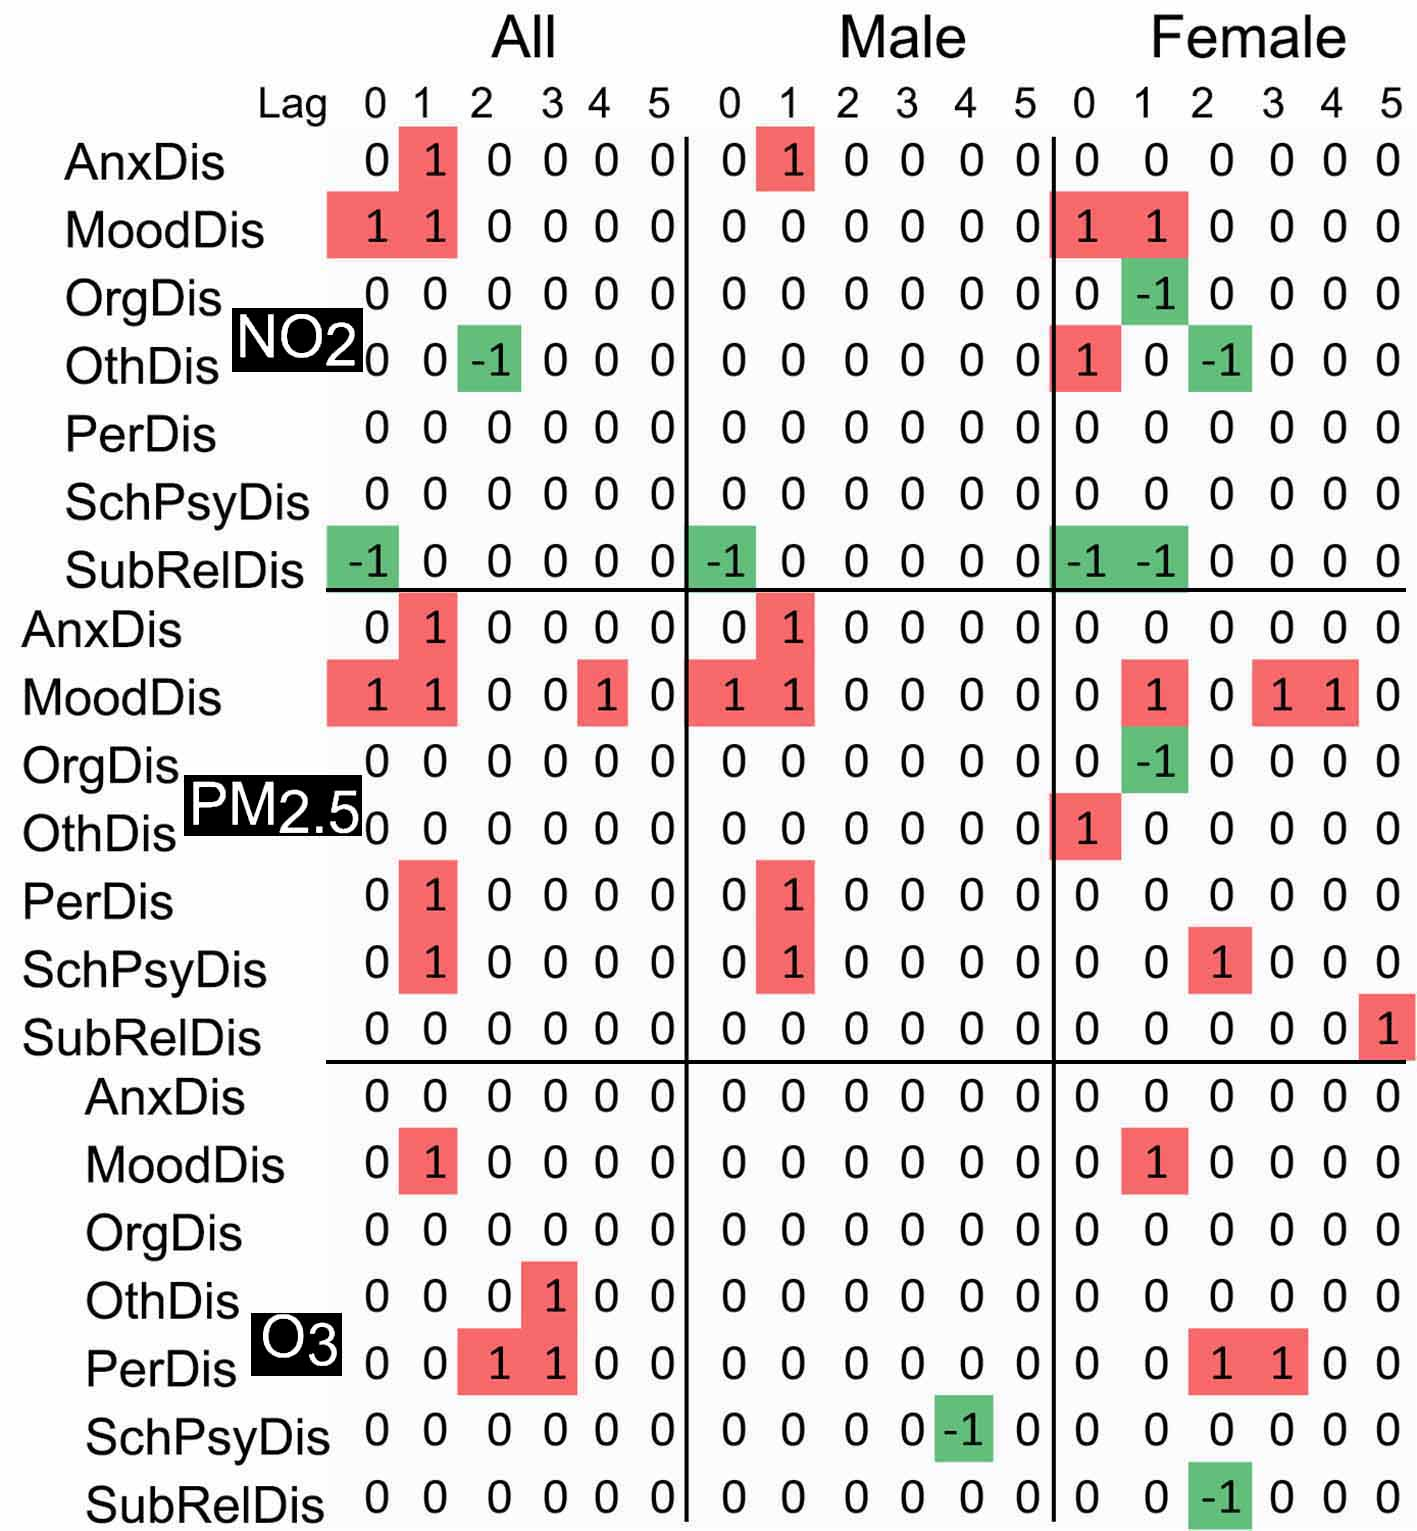 All Male Female
Lag 0 1 2 3 4 5 0 1 2 3 4 5 0 1 2 3 4 5
AnxDis 0 1 0 0 0 0 0 1 0 0 0 0 0 0 0 0 0 0
MoodDis 1 1 0 0 0 0 0 0 0 0 0 0 1 1 0 0 0 0
OrgDis 0 0 0 0 0 0 0 0 0 0 0 0 0 -1 0 0 0 0
NO2
OthDis 0 0 -1 0 0 0 0 0 0 0 0 0 1 0 -1 0 0 0
PerDis 0 0 0 0 0 0 0 0 0 0 0 0 0 0 0 0 0 0
SchPsyDis 0 0 0 0 0 0 0 0 0 0 0 0 0 0 0 0 0 0
SubRelDis -1 0 0 0 0 0 -1 0 0 0 0 0 -1 -1 0 0 0 0
AnxDis 0 1 0 0 0 0 0 1 0 0 0 0 0 0 0 0 0 0
MoodDis 1 1 0 0 1 0 1 1 0 0 0 0 0 1 0 1 1 0
OrgDis 0 0 0 0 0 0 0 0 0 0 0 0 0 -1 0 0 0 0
PM2.5
OthDis 0 0 0 0 0 0 0 0 0 0 0 0 1 0 0 0 0 0
PerDis 0 1 0 0 0 0 0 1 0 0 0 0 0 0 0 0 0 0
SchPsyDis 0 1 0 0 0 0 0 1 0 0 0 0 0 0 1 0 0 0
SubRelDis 0 0 0 0 0 0 0 0 0 0 0 0 0 0 0 0 0 1
AnxDis 0 0 0 0 0 0 0 0 0 0 0 0 0 0 0 0 0 0
MoodDis 0 1 0 0 0 0 0 0 0 0 0 0 0 1 0 0 0 0
OrgDis 0 0 0 0 0 0 0 0 0 0 0 0 0 0 0 0 0 0
OthDis 0 0 0 1 0 0 0 0 0 0 0 0 0 0 0 0 0 0
O3
PerDis 0 0 1 1 0 0 0 0 0 0 0 0 0 0 1 1 0 0
SchPsyDis 0 0 0 0 0 0 0 0 0 0 -1 0 0 0 0 0 0 0
SubRelDis 0 0 0 0 0 0 0 0 0 0 0 0 0 0 -1 0 0 0